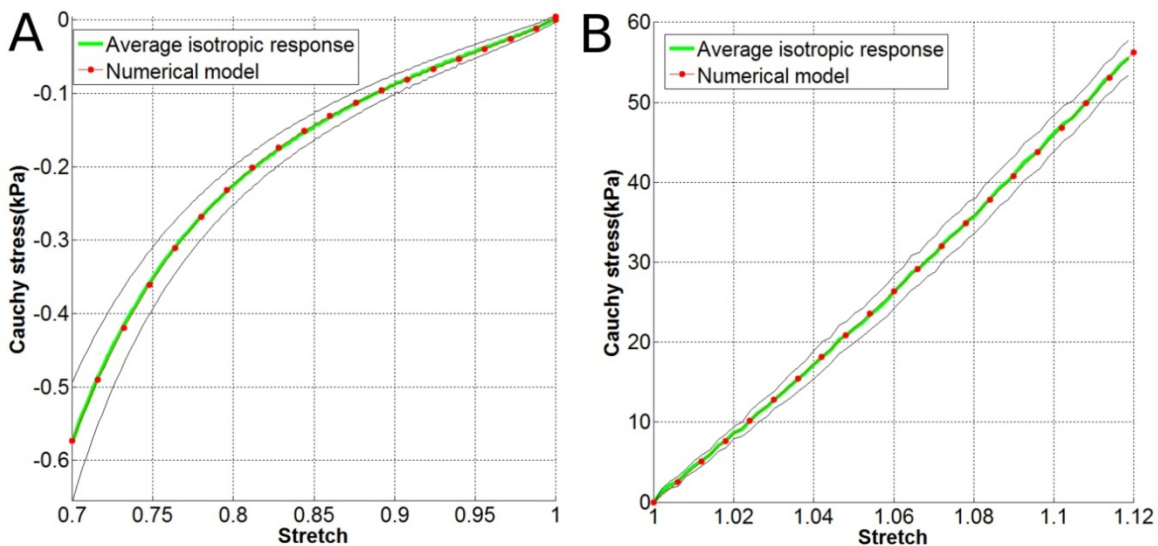 A
Average isotropic response
Numerical model
Cauchy stress(kPa)
0
-0.1
-0.2
-0.3
-0.4
-0.5
-0.6
0.7
0.75
0.8
0.85
0.9
0.95
1
Stretch
B
Average isotropic response
Numerical model
Cauchy stress(kPa)
60
50
40
30
20
10
0
1
1.02
1.04
1.06
1.08
1.1
1.12
Stretch